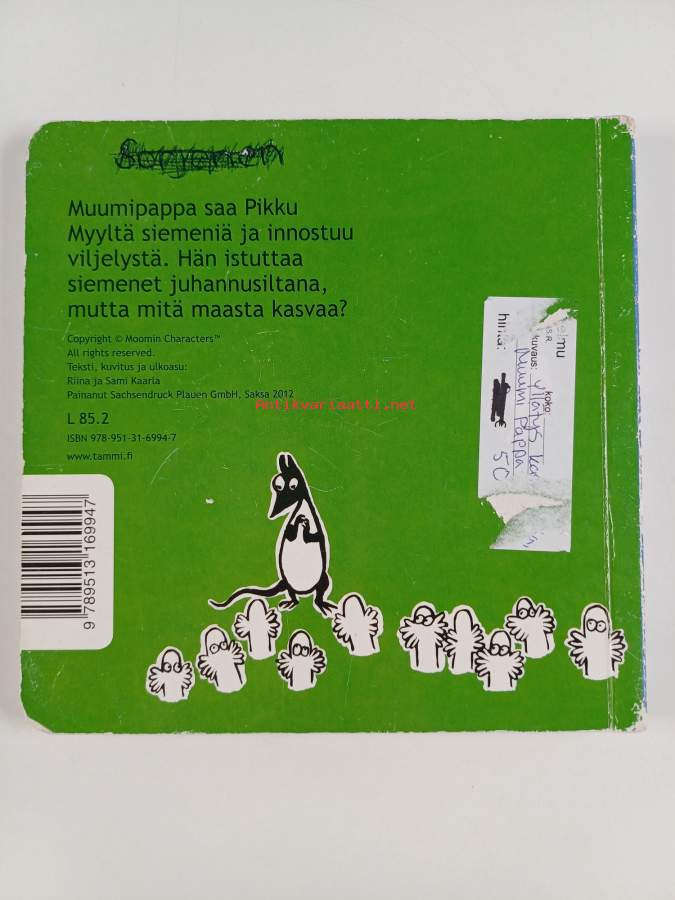 Muumipappa saa Pikku
Myyltä siemeniä ja innostuu
viljelystä. Hän istuttaa
siemenet juhannusiltana,
mutta mitä maasta kasvaa?
Copyright © Moomin Characters™
All rights reserved.
Teksti, kuvitus ja ulkoasu:
Riina ja Sami Kaarla
Painanut Sachsendruck Plauen GmbH, Saksa 2012
Antikvariaatti.net
L 85.2
ISBN 978-951-31-6994-7
www.tammi.fi
9 789513 169947
kuvaus: yllätys
koko:
Muumi Pappa
hinta: